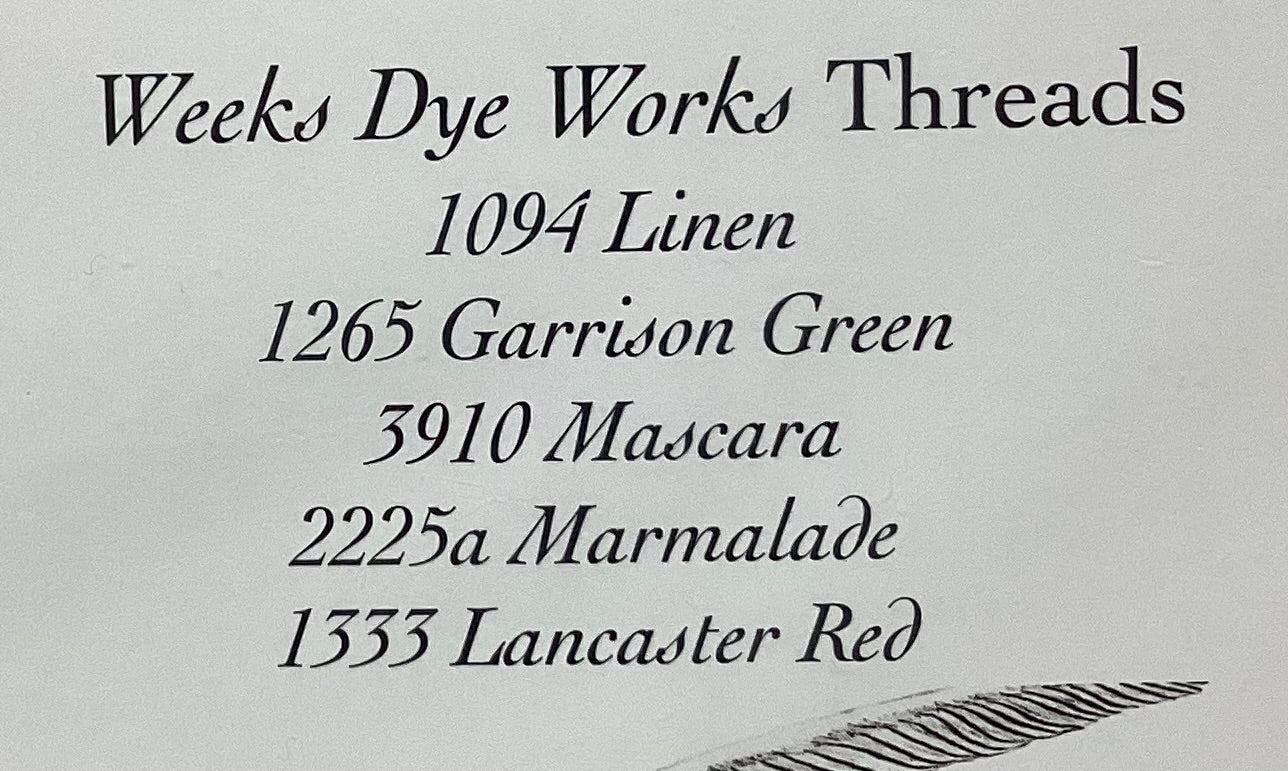 Weeks Dye Works Threads
1094 Linen
1265 Garrison Green
3910 Mascara
2225a Marmalade
1333 Lancaster Red